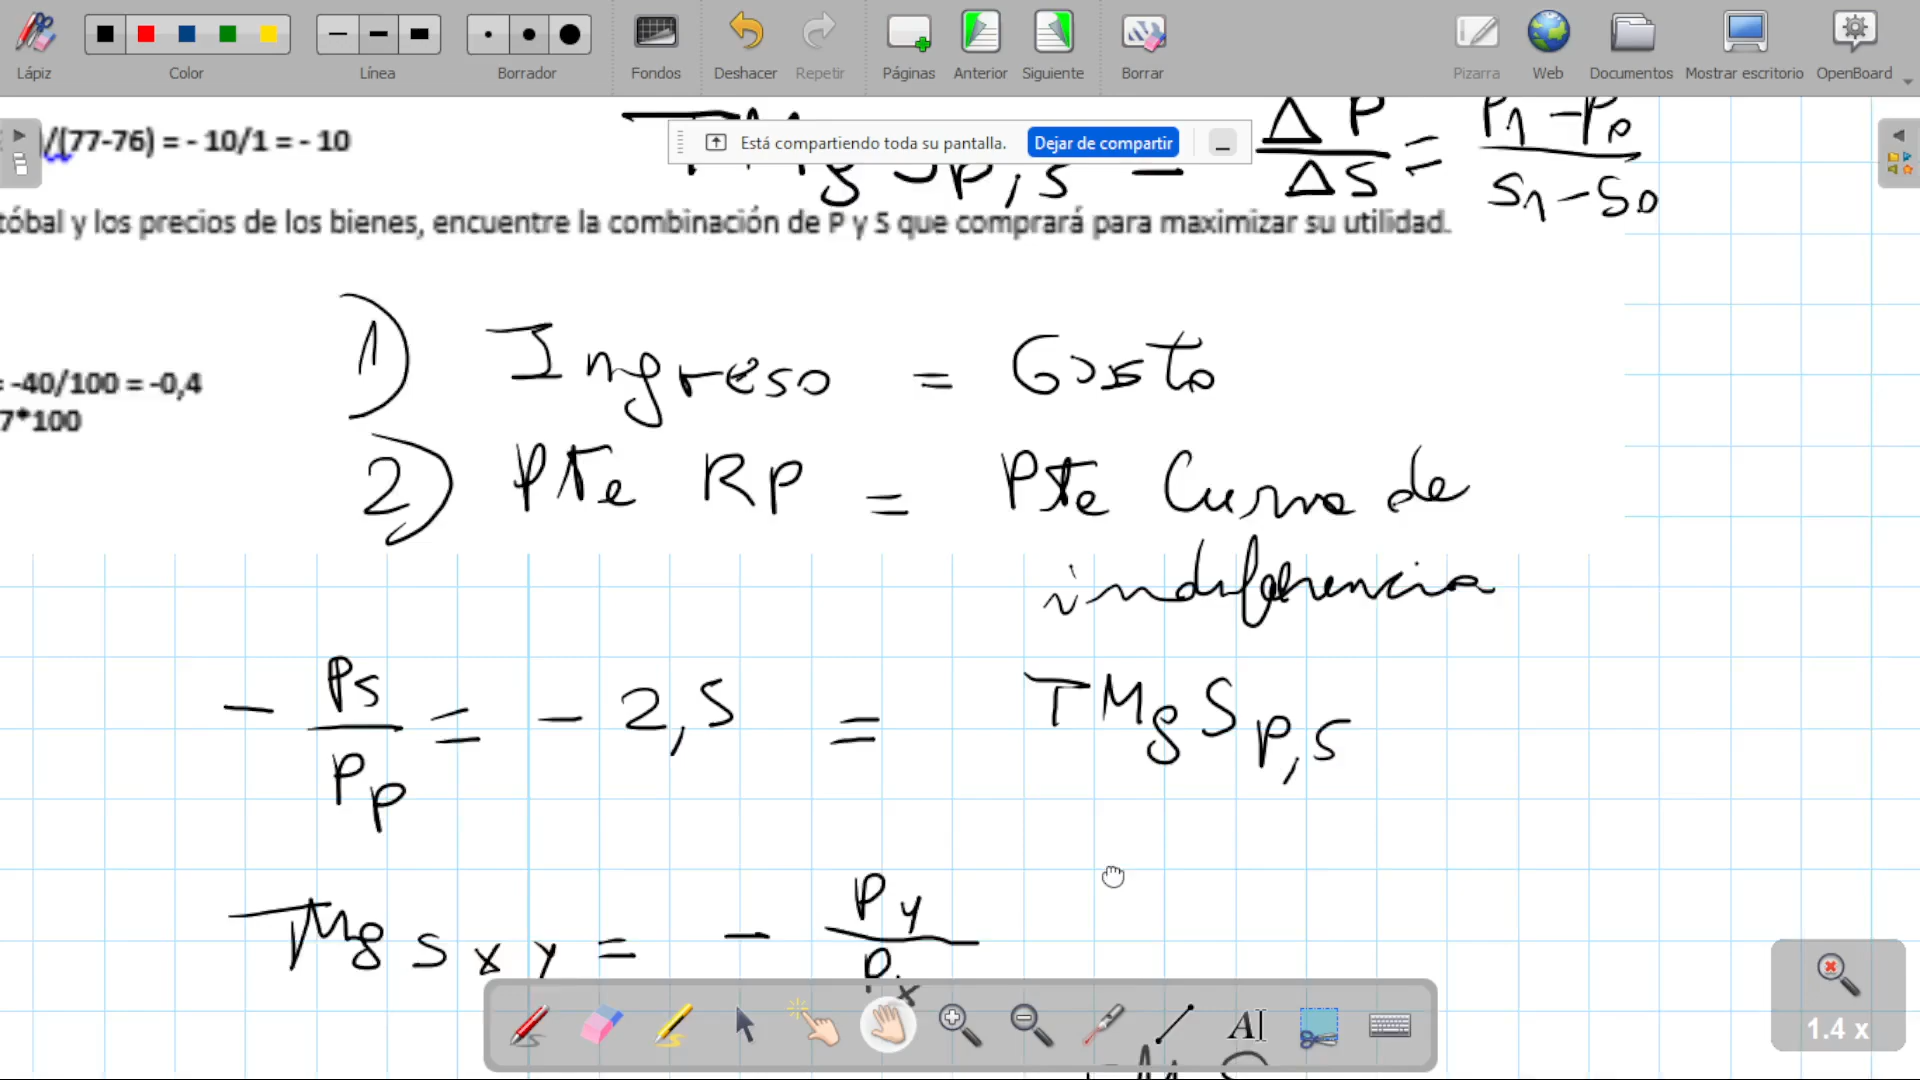 Lápiz Color Línea Borrador Fondos Deshacer Repetir Páginas Anterior Siguiente Borrar Pizarra Web Documentos Mostrar escritorio OpenBoard
)/(77-76) = - 10/1 = - 10
Está compartiendo toda su pantalla. Dejar de compartir
SP,S = ΔP/ΔS = P1 - P0 / S1 - S0
tóbal y los precios de los bienes, encuentre la combinación de P y S que comprará para maximizar su utilidad.
1) Ingreso = Gasto
= -40/100 = -0,4
7*100
2) Pte RP = Pte Curva de
indiferencia
- Ps/Pp = - 2,5 = TMgS P,S
TMgS x y = - Py/Px
1.4 x